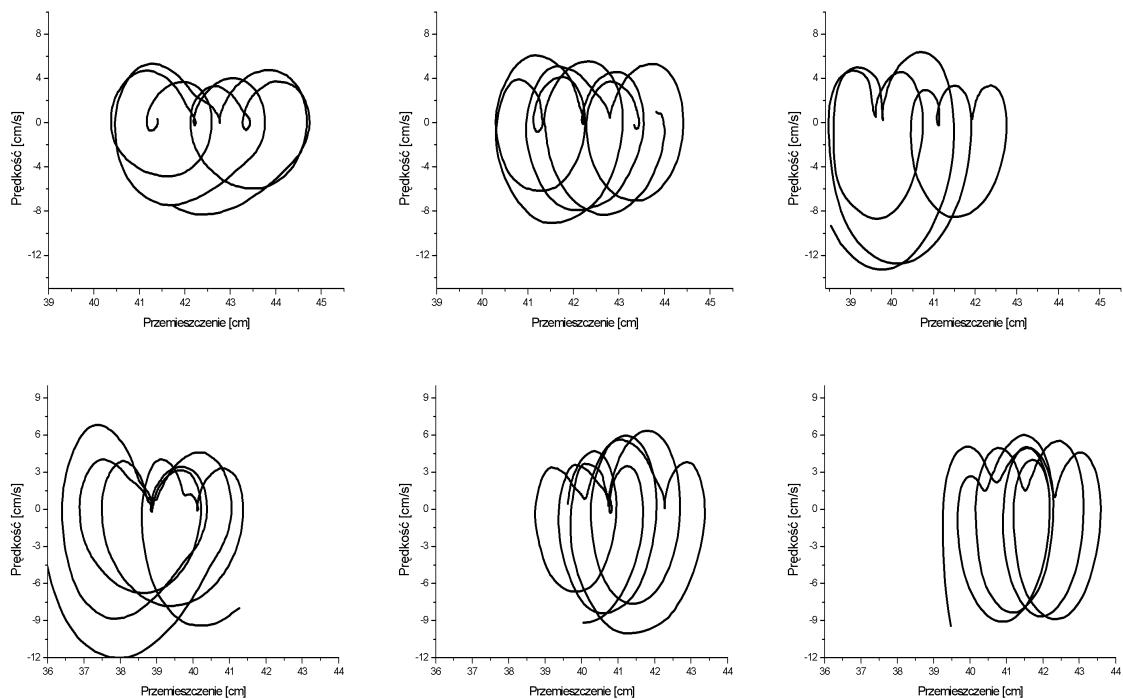 8
4
0
-4
-8
-12
39 40 41 42 43 44 45
Prędkość [cm/s]
Przemieszczenie [cm]
8
4
0
-4
-8
-12
39 40 41 42 43 44 45
Prędkość [cm/s]
Przemieszczenie [cm]
8
4
0
-4
-8
-12
39 40 41 42 43 44 45
Prędkość [cm/s]
Przemieszczenie [cm]
9
6
3
0
-3
-6
-9
-12
36 37 38 39 40 41 42 43 44
Prędkość [cm/s]
Przemieszczenie [cm]
9
6
3
0
-3
-6
-9
-12
36 37 38 39 40 41 42 43 44
Prędkość [cm/s]
Przemieszczenie [cm]
9
6
3
0
-3
-6
-9
-12
36 37 38 39 40 41 42 43 44
Prędkość [cm/s]
Przemieszczenie [cm]